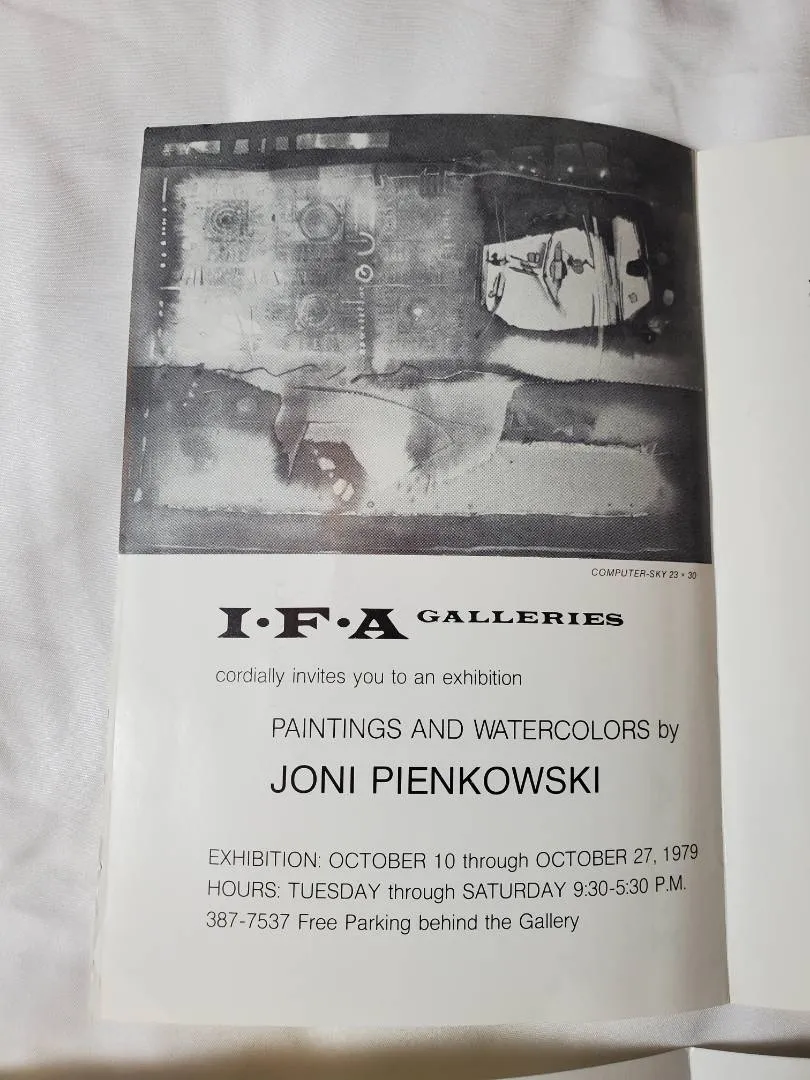 COMPUTER-SKY 23 × 30
I·F·A GALLERIES
cordially invites you to an exhibition
PAINTINGS AND WATERCOLORS by
JONI PIENKOWSKI
EXHIBITION: OCTOBER 10 through OCTOBER 27, 1979
HOURS: TUESDAY through SATURDAY 9:30-5:30 P.M.
387-7537 Free Parking behind the Gallery